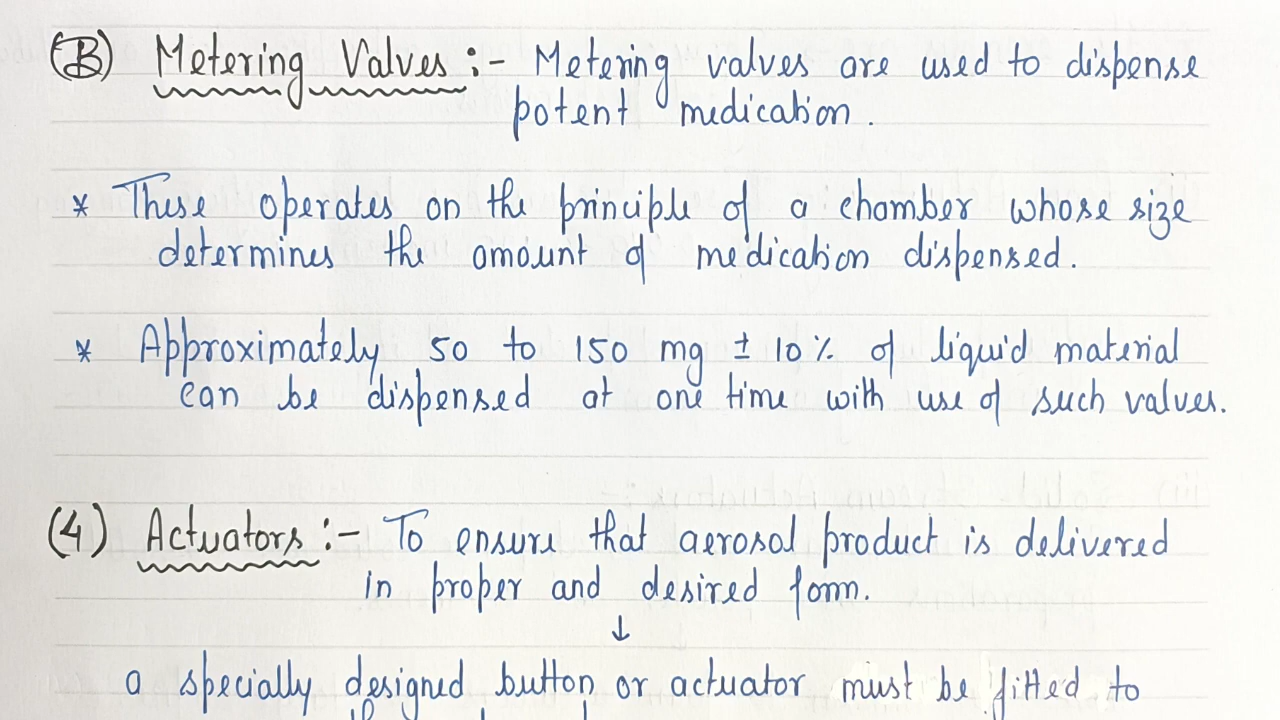 (B) Metering Valves :- Metering valves are used to dispense
potent medication.
* These operates on the principle of a chamber whose size
determines the amount of medication dispensed.
* Approximately 50 to 150 mg ± 10% of liquid material
can be dispensed at one time with use of such valves.
(4) Actuators :- To ensure that aerosol product is delivered
in proper and desired form.
↓
a specially designed button or actuator must be fitted to